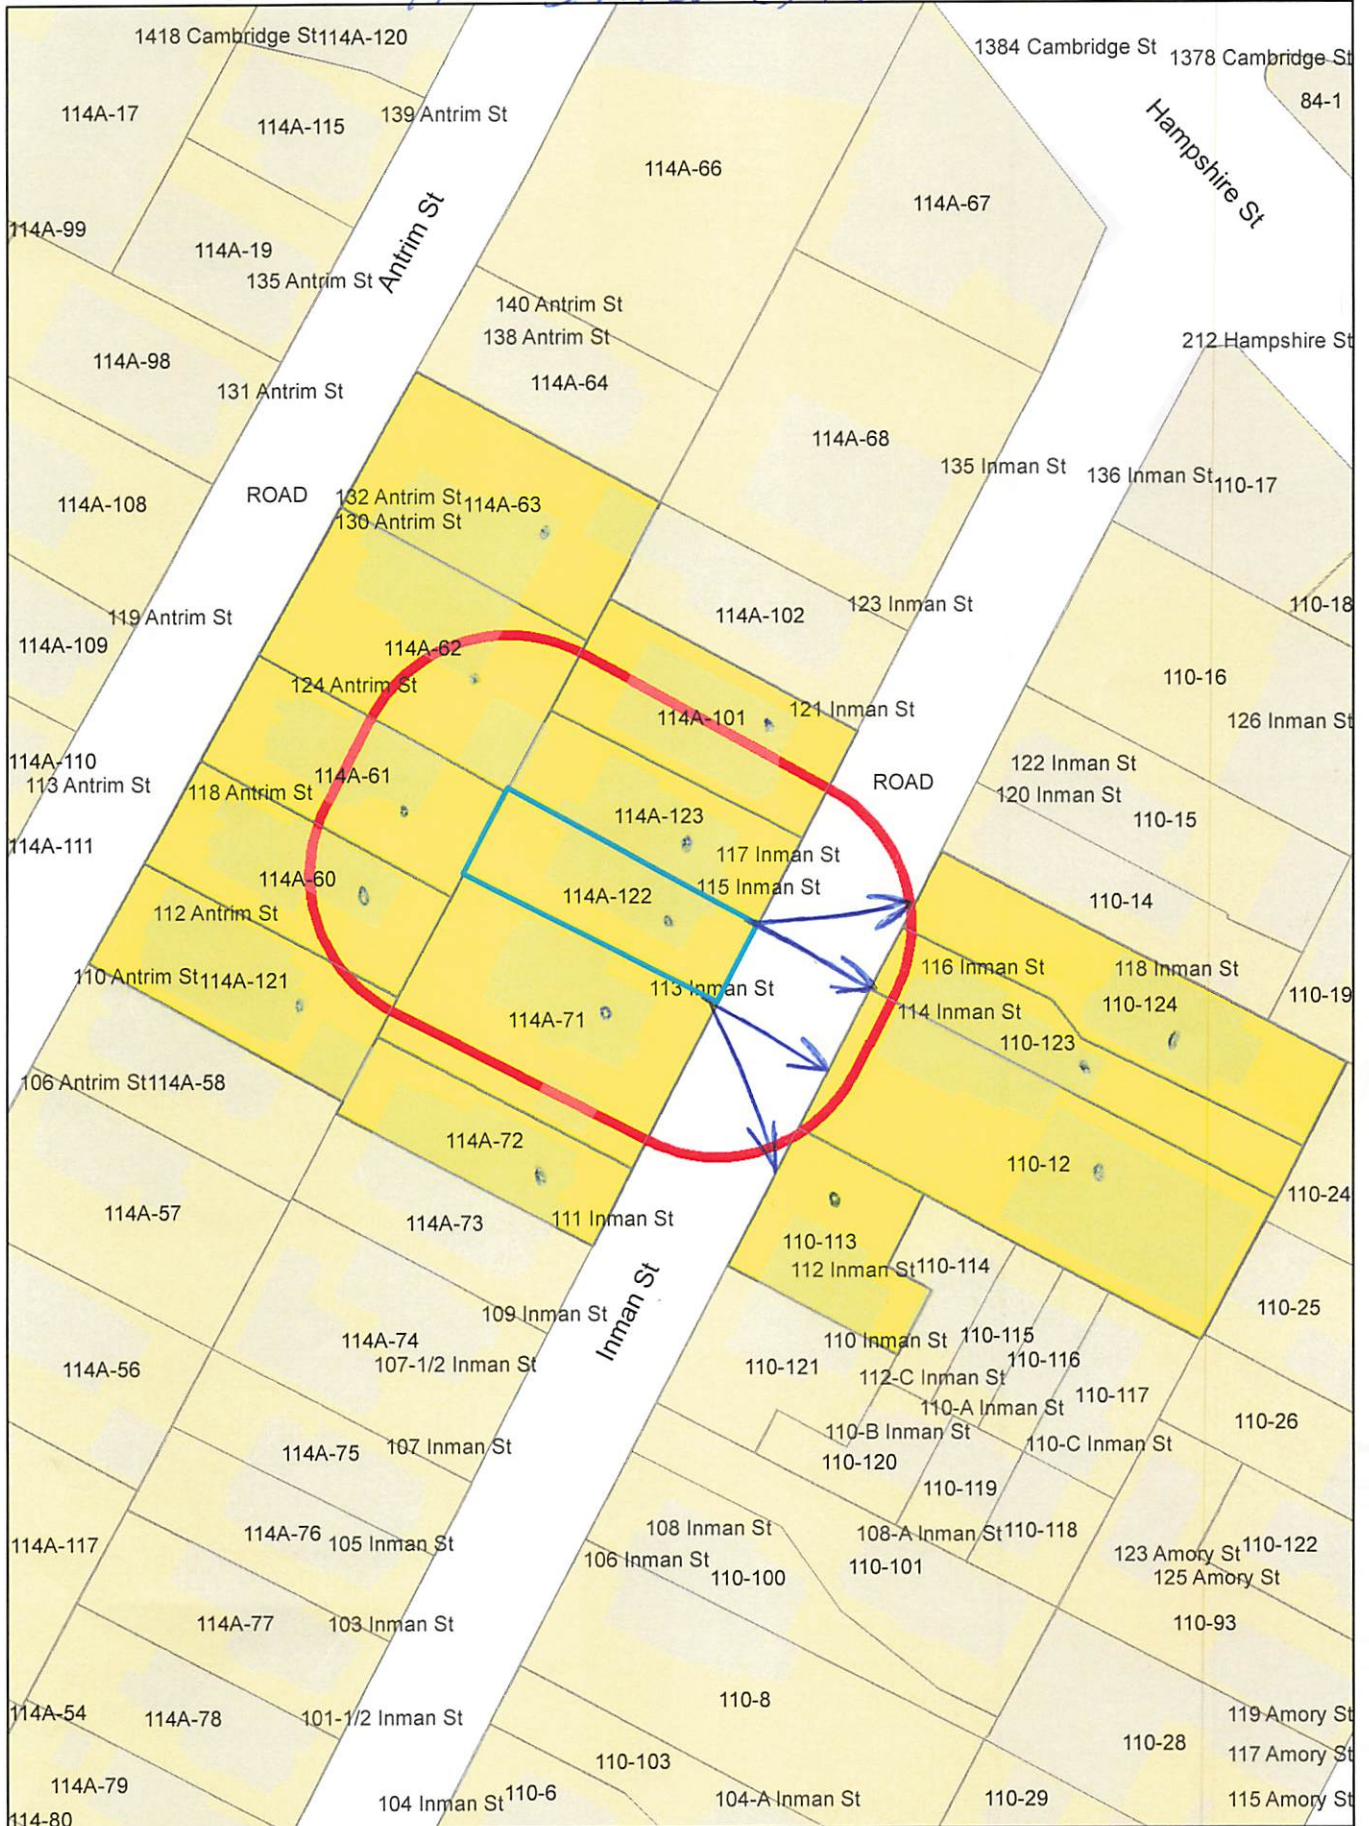 1418 Cambridge St 114A-120
1384 Cambridge St
1378 Cambridge St
84-1
114A-17
114A-115
139 Antrim St
Hampshire St
114A-66
114A-67
114A-99
114A-19
135 Antrim St
Antrim St
140 Antrim St
138 Antrim St
212 Hampshire St
114A-98
131 Antrim St
114A-64
114A-68
135 Inman St
136 Inman St
110-17
114A-108
ROAD
132 Antrim St
114A-63
130 Antrim St
114A-102
123 Inman St
110-18
119 Antrim St
114A-109
114A-62
110-16
124 Antrim St
114A-101
121 Inman St
126 Inman St
114A-110
113 Antrim St
114A-61
118 Antrim St
ROAD
122 Inman St
120 Inman St
110-15
114A-123
114A-111
117 Inman St
114A-60
115 Inman St
114A-122
110-14
112 Antrim St
116 Inman St
118 Inman St
110 Antrim St
114A-121
113 Inman St
110-19
110-124
114A-71
114 Inman St
110-123
106 Antrim St
114A-58
114A-72
110-12
110-24
114A-57
114A-73
111 Inman St
110-113
112 Inman St
110-114
109 Inman St
Inman St
110-25
114A-74
107-1/2 Inman St
110 Inman St
110-115
110-116
114A-56
110-121
112-C Inman St
110-117
110-A Inman St
110-26
110-B Inman St
110-C Inman St
114A-75
107 Inman St
110-120
110-119
114A-76
105 Inman St
108 Inman St
108-A Inman St
110-118
114A-117
106 Inman St
110-100
110-101
123 Amory St
110-122
125 Amory St
114A-77
103 Inman St
110-93
110-8
114A-54
114A-78
101-1/2 Inman St
119 Amory St
110-28
117 Amory St
110-103
114A-79
104 Inman St
110-6
104-A Inman St
110-29
115 Amory St
114-80